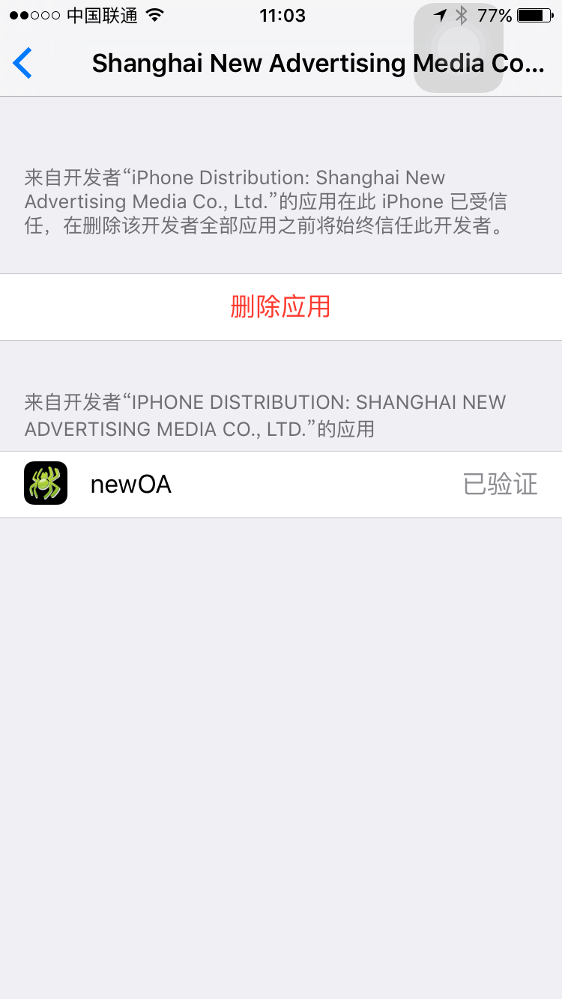 中国联通 11:03 77%
Shanghai New Advertising Media Co...
来自开发者“iPhone Distribution: Shanghai New
Advertising Media Co., Ltd.”的应用在此 iPhone 已受信
任，在删除该开发者全部应用之前将始终信任此开发者。
删除应用
来自开发者“IPHONE DISTRIBUTION: SHANGHAI NEW
ADVERTISING MEDIA CO., LTD.”的应用
newOA 已验证